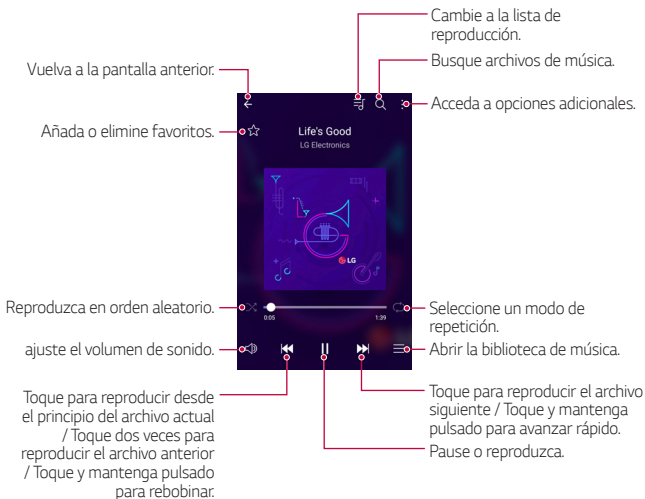 Cambie a la lista de
reproducción.
Busque archivos de música.
Vuelva a la pantalla anterior.
Acceda a opciones adicionales.
Añada o elimine favoritos.
Life's Good
LG Electronics
LG
Reproduzca en orden aleatorio.
0:05
1:39
Seleccione un modo de
repetición.
ajuste el volumen de sonido.
Abrir la biblioteca de música.
Toque para reproducir desde
el principio del archivo actual
/ Toque dos veces para
reproducir el archivo anterior
/ Toque y mantenga pulsado
para rebobinar.
Toque para reproducir el archivo
siguiente / Toque y mantenga
pulsado para avanzar rápido.
Pause o reproduzca.